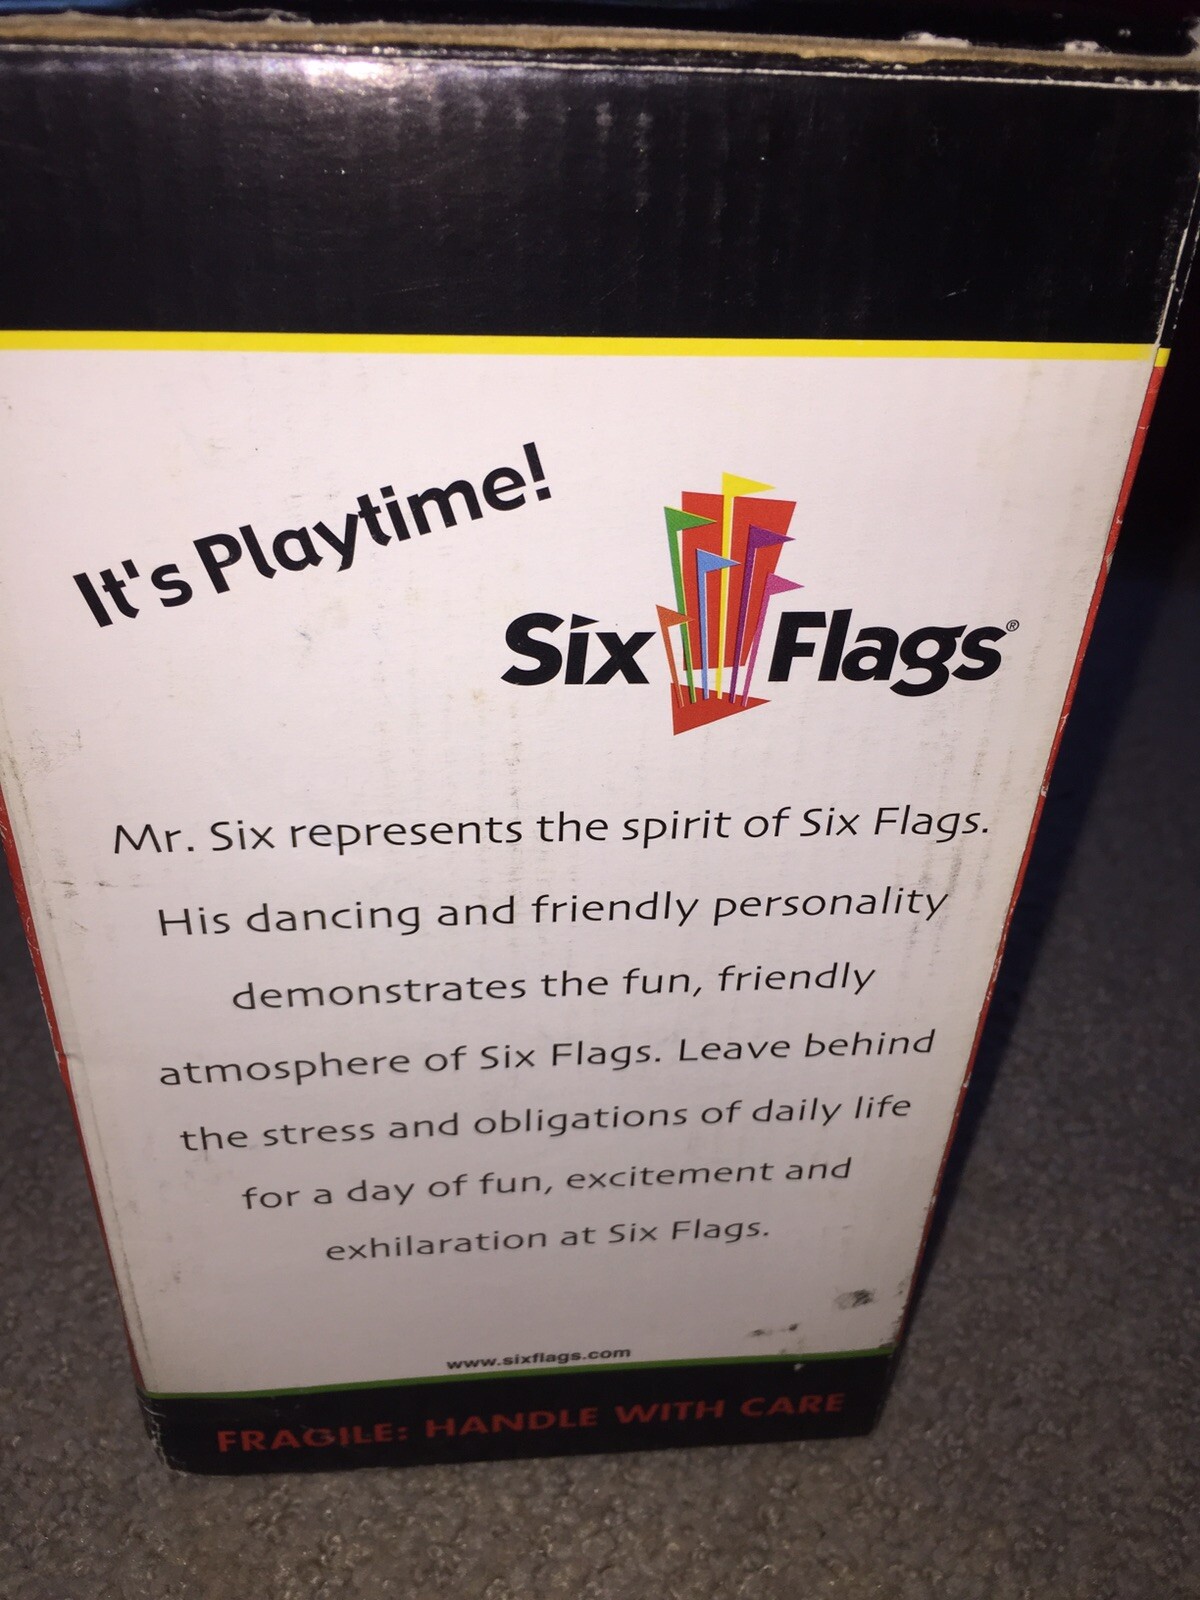 It's Playtime!
Six Flags®
Mr. Six represents the spirit of Six Flags.
His dancing and friendly personality
demonstrates the fun, friendly
atmosphere of Six Flags. Leave behind
the stress and obligations of daily life
for a day of fun, excitement and
exhilaration at Six Flags.
www.sixflags.com
FRAGILE: HANDLE WITH CARE